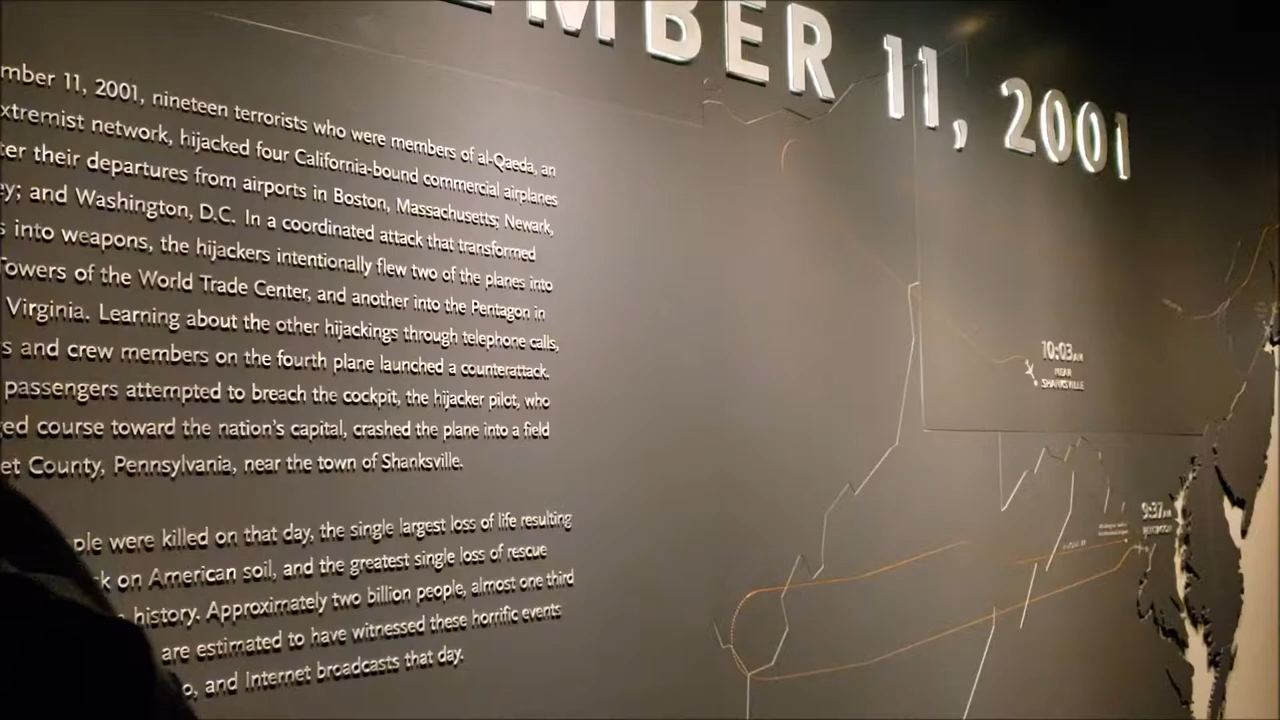 EMBER 11, 2001
mber 11, 2001, nineteen terrorists who were members of al-Qaeda, an
xtremist network, hijacked four California-bound commercial airplanes
ter their departures from airports in Boston, Massachusetts; Newark,
ey; and Washington, D.C. In a coordinated attack that transformed
s into weapons, the hijackers intentionally flew two of the planes into
Towers of the World Trade Center, and another into the Pentagon in
Virginia. Learning about the other hijackings through telephone calls,
s and crew members on the fourth plane launched a counterattack.
passengers attempted to breach the cockpit, the hijacker pilot, who
ed course toward the nation's capital, crashed the plane into a field
et County, Pennsylvania, near the town of Shanksville.
ple were killed on that day, the single largest loss of life resulting
k on American soil, and the greatest single loss of rescue
history. Approximately two billion people, almost one third
are estimated to have witnessed these horrific events
o, and Internet broadcasts that day.
10:03 AM
NEAR
SHANKSVILLE
9:37 AM